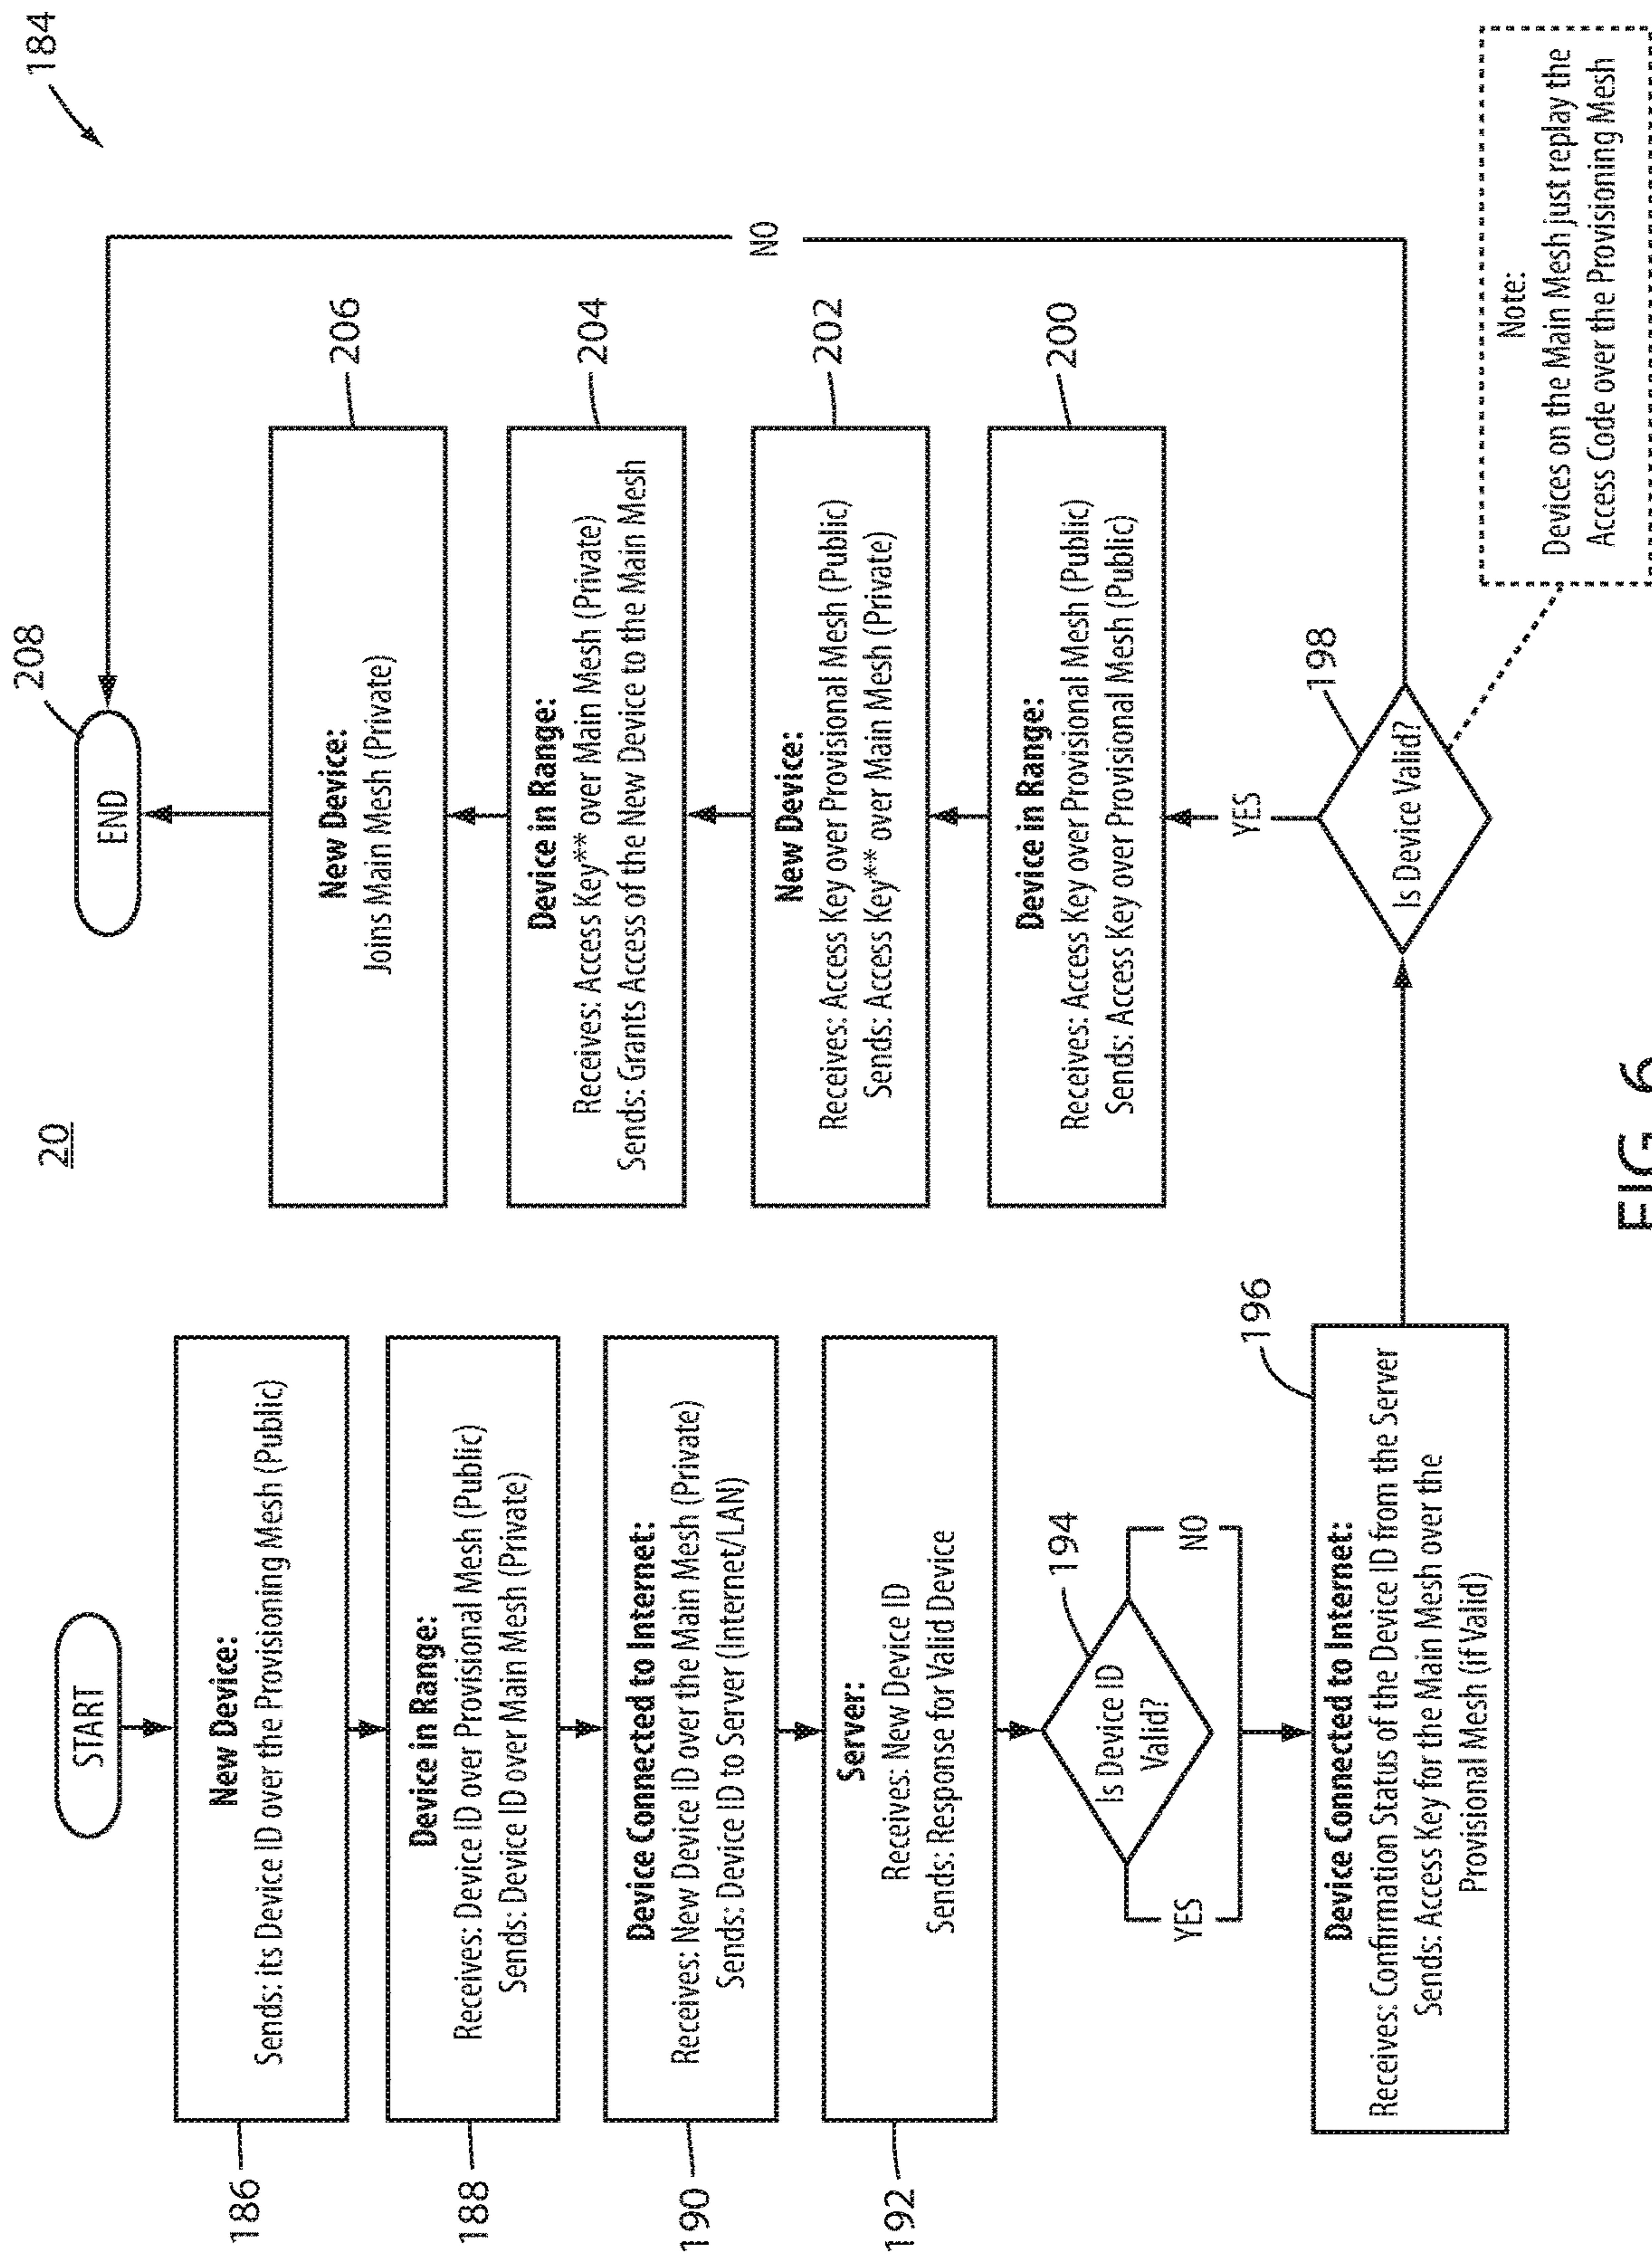 20
184
START
186
New Device:
Sends: its Device ID over the Provisioning Mesh (Public)
188
Device in Range:
Receives: Device ID over Provisional Mesh (Public)
Sends: Device ID over Main Mesh (Private)
190
Device Connected to Internet:
Receives: New Device ID over the Main Mesh (Private)
Sends: Device ID to Server (Internet/LAN)
192
Server:
Receives: New Device ID
Sends: Response for Valid Device
194
Is Device ID
Valid?
YES
NO
196
Device Connected to Internet:
Receives: Confirmation Status of the Device ID from the Server
Sends: Access Key for the Main Mesh over the
Provisional Mesh (if Valid)
208
END
206
New Device:
Joins Main Mesh (Private)
204
Device in Range:
Receives: Access Key** over Main Mesh (Private)
Sends: Grants Access of the New Device to the Main Mesh
202
New Device:
Receives: Access Key over Provisional Mesh (Public)
Sends: Access Key** over Main Mesh (Private)
200
Device in Range:
Receives: Access Key over Provisional Mesh (Public)
Sends: Access Key over Provisional Mesh (Public)
YES
NO
198
Is Device Valid?
Note:
Devices on the Main Mesh just replay the
Access Code over the Provisioning Mesh
FIG. 6